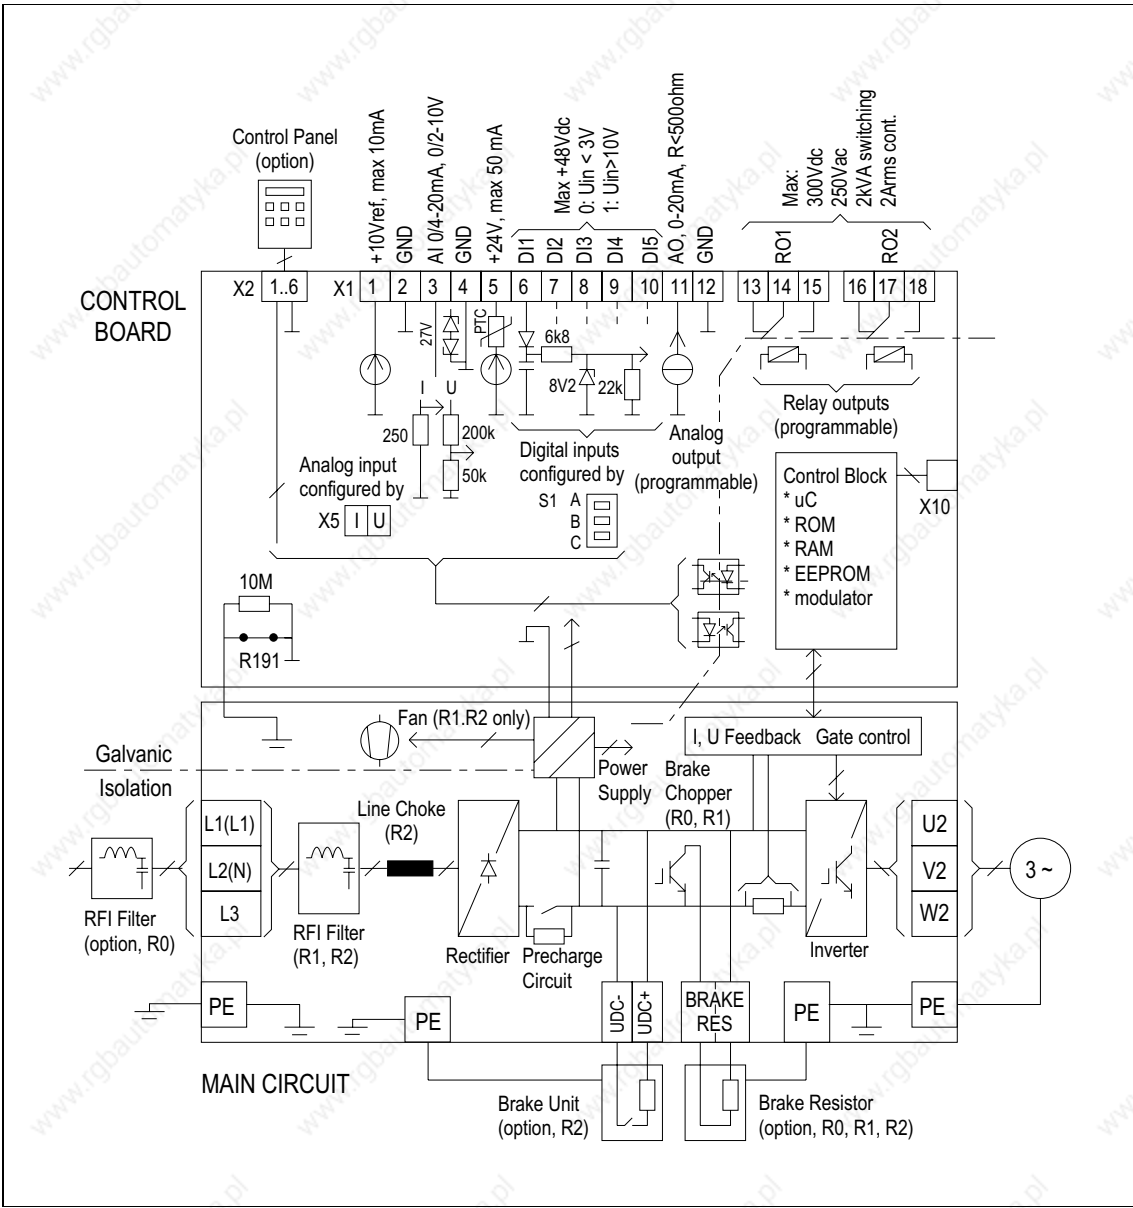 Control Panel
(option)
+10Vref, max 10mA
GND
AI 0/4-20mA, 0/2-10V
GND
+24V, max 50 mA
Max +48Vdc
0: Uin < 3V
1: Uin>10V
DI1
DI2
DI3
DI4
DI5
AO, 0-20mA, R<500ohm
GND
Max:
300Vdc
250Vac
2kVA switching
2Arms cont.
RO1
RO2
CONTROL
BOARD
X2 1..6 X1 1 2 3 4 5 6 7 8 9 10 11 12 13 14 15 16 17 18
27V
PTC
6k8
8V2
22k
I U
250
200k
50k
Analog input
configured by
X5 I U
Digital inputs
configured by
S1 A
B
C
Analog
output
(programmable)
Relay outputs
(programmable)
Control Block
* uC
* ROM
* RAM
* EEPROM
* modulator
X10
10M
R191
Fan (R1.R2 only)
Galvanic
Isolation
Power
Supply
I, U Feedback Gate control
Brake
Chopper
(R0, R1)
Line Choke
(R2)
L1(L1)
L2(N)
L3
U2
V2
W2
3 ~
RFI Filter
(option, R0)
RFI Filter
(R1, R2)
Rectifier
Precharge
Circuit
Inverter
PE
PE
UDC-
UDC+
BRAKE
RES
PE
PE
MAIN CIRCUIT
Brake Unit
(option, R2)
Brake Resistor
(option, R0, R1, R2)
www.rgbautomatyka.pl